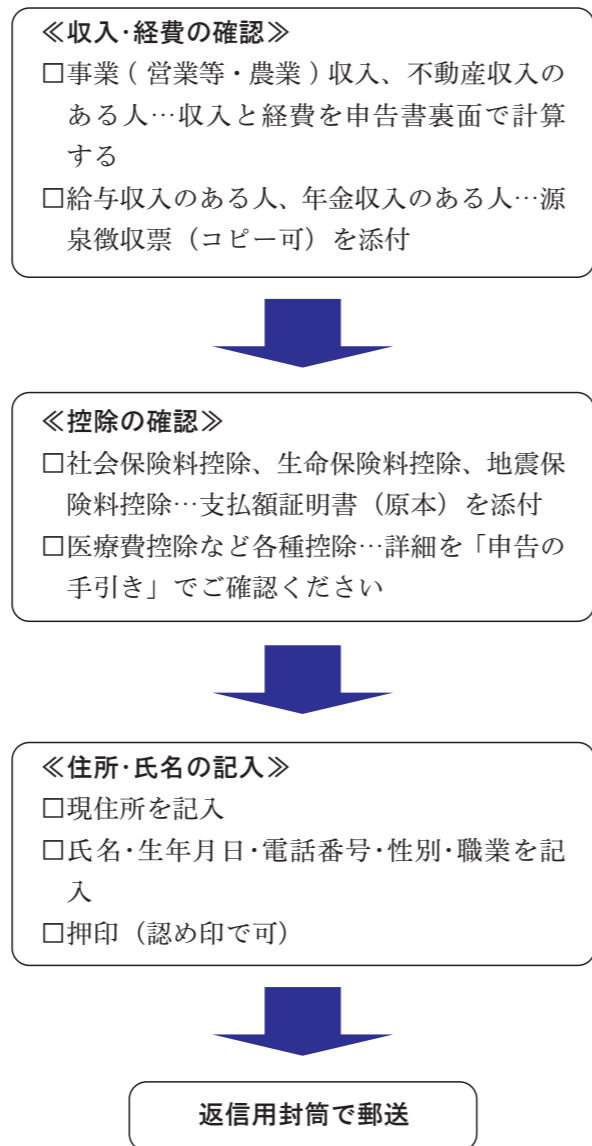 ≪収入・経費の確認≫
□事業(営業等・農業)収入、不動産収入の
ある人…収入と経費を申告書裏面で計算
する
□給与収入のある人、年金収入のある人…源
泉徴収票（コピー可）を添付
≪控除の確認≫
□社会保険料控除、生命保険料控除、地震保
険料控除…支払額証明書（原本）を添付
□医療費控除など各種控除…詳細を「申告の
手引き」でご確認ください
≪住所・氏名の記入≫
□現住所を記入
□氏名・生年月日・電話番号・性別・職業を記
入
□押印（認め印で可）
返信用封筒で郵送